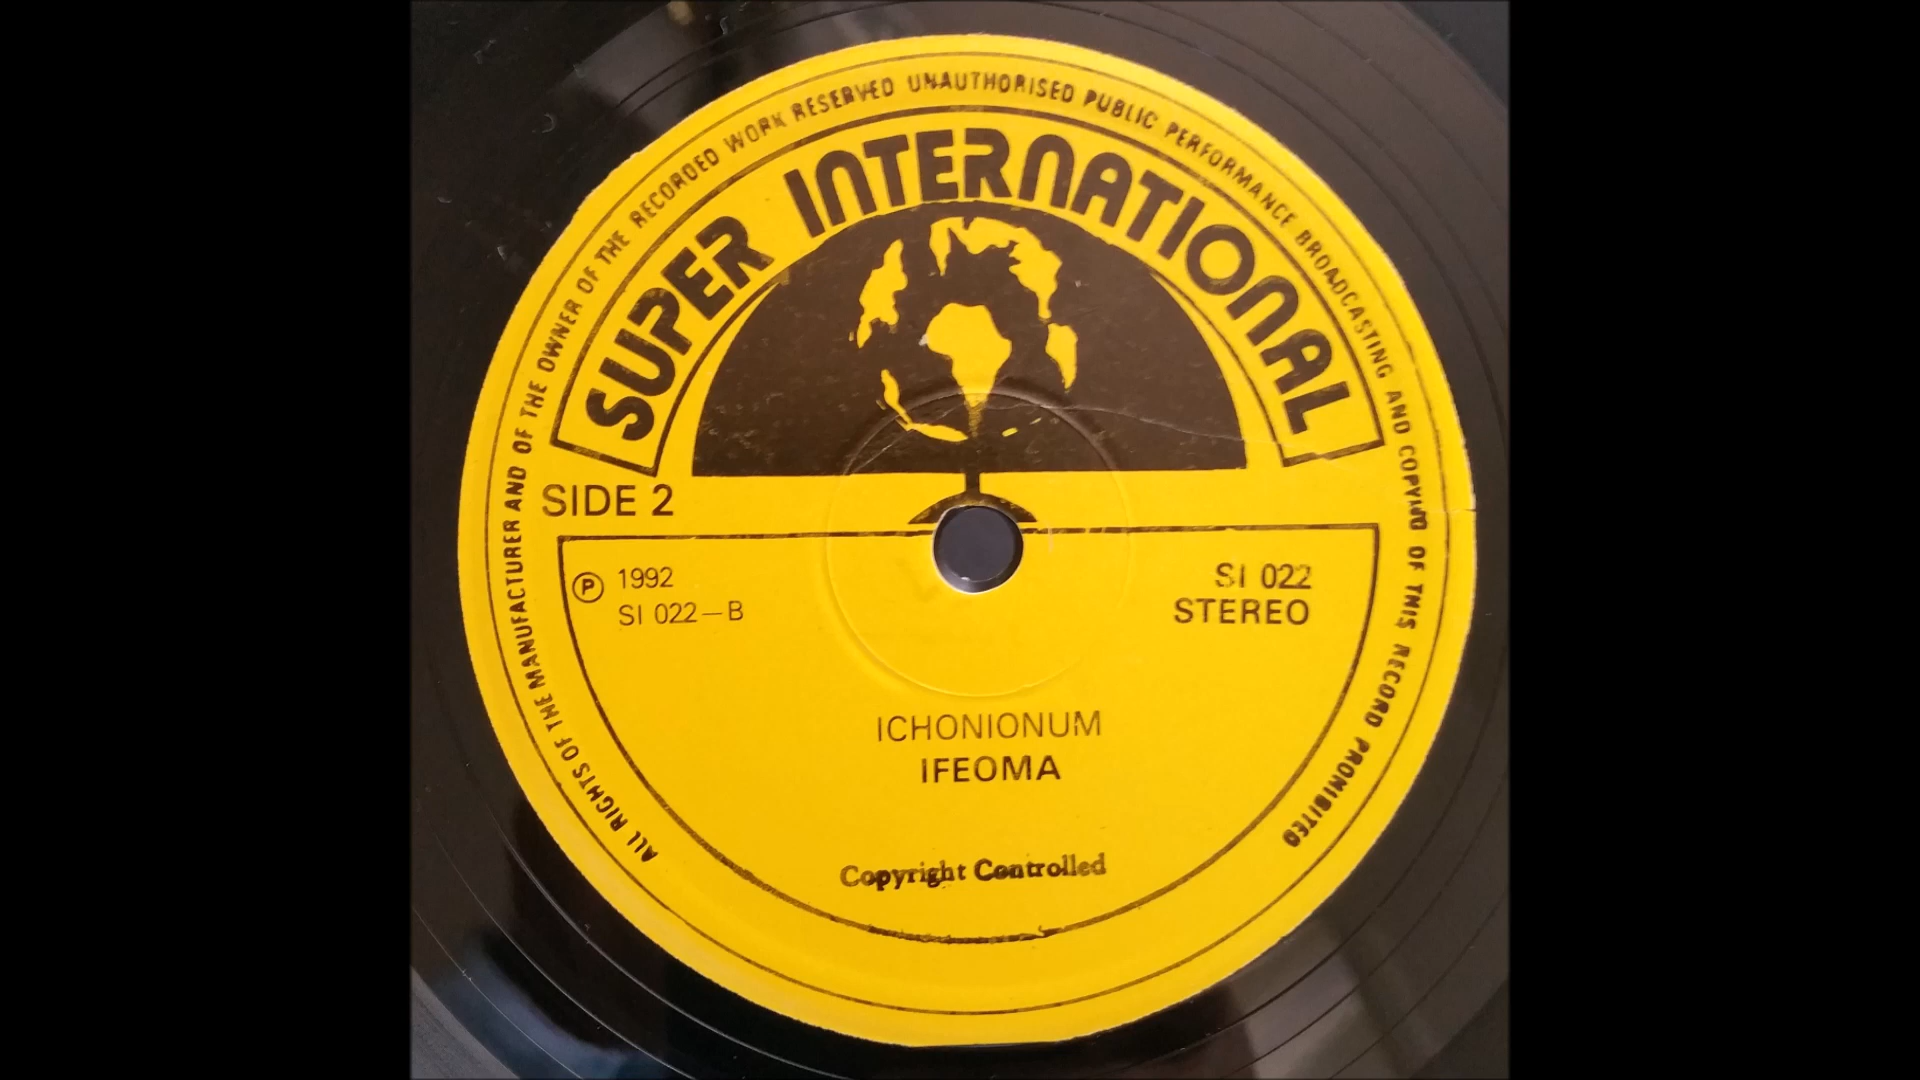 ALL RIGHTS OF THE MANUFACTURER AND OF THE OWNER OF THE RECORDED WORK RESERVED UNAUTHORISED PUBLIC PERFORMANCE BROADCASTING AND COPYING OF THIS RECORD PROHIBITED
SUPER INTERNATIONAL
SIDE 2
Ⓟ 1992
SI 022-B
SI 022
STEREO
ICHONIONUM
IFEOMA
Copyright Controlled